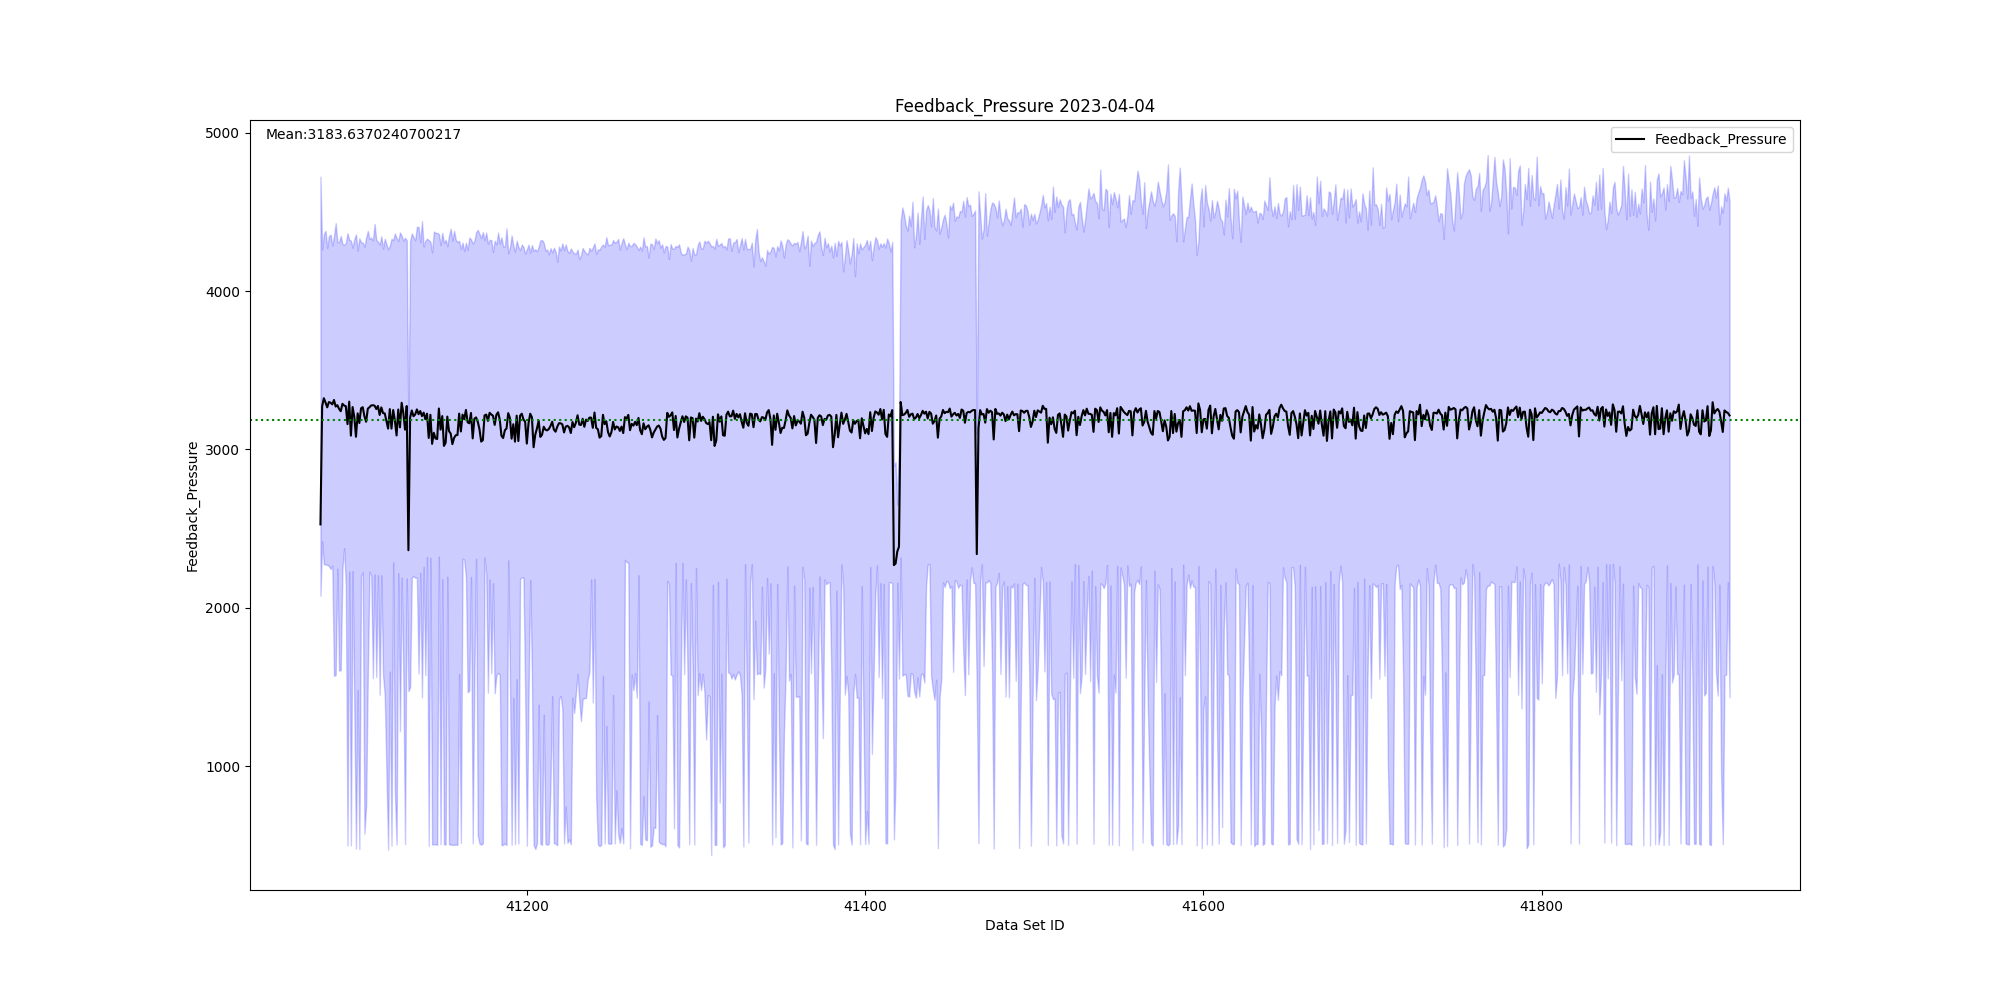 Feedback_Pressure 2023-04-04
Mean:3183.6370240700217
Feedback_Pressure
5000
4000
3000
2000
1000
Feedback_Pressure
41200 41400 41600 41800
Data Set ID